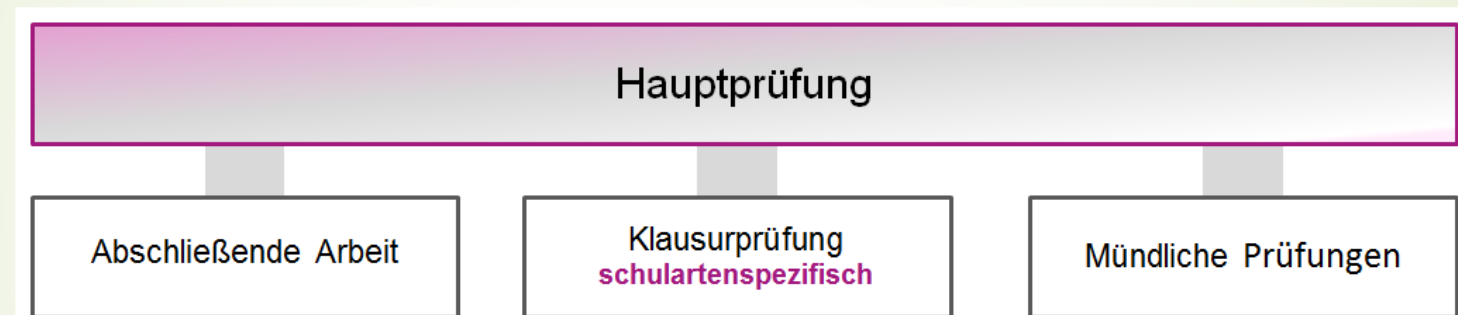 Hauptprüfung
Abschließende Arbeit
Klausurprüfung
schulartenspezifisch
Mündliche Prüfungen